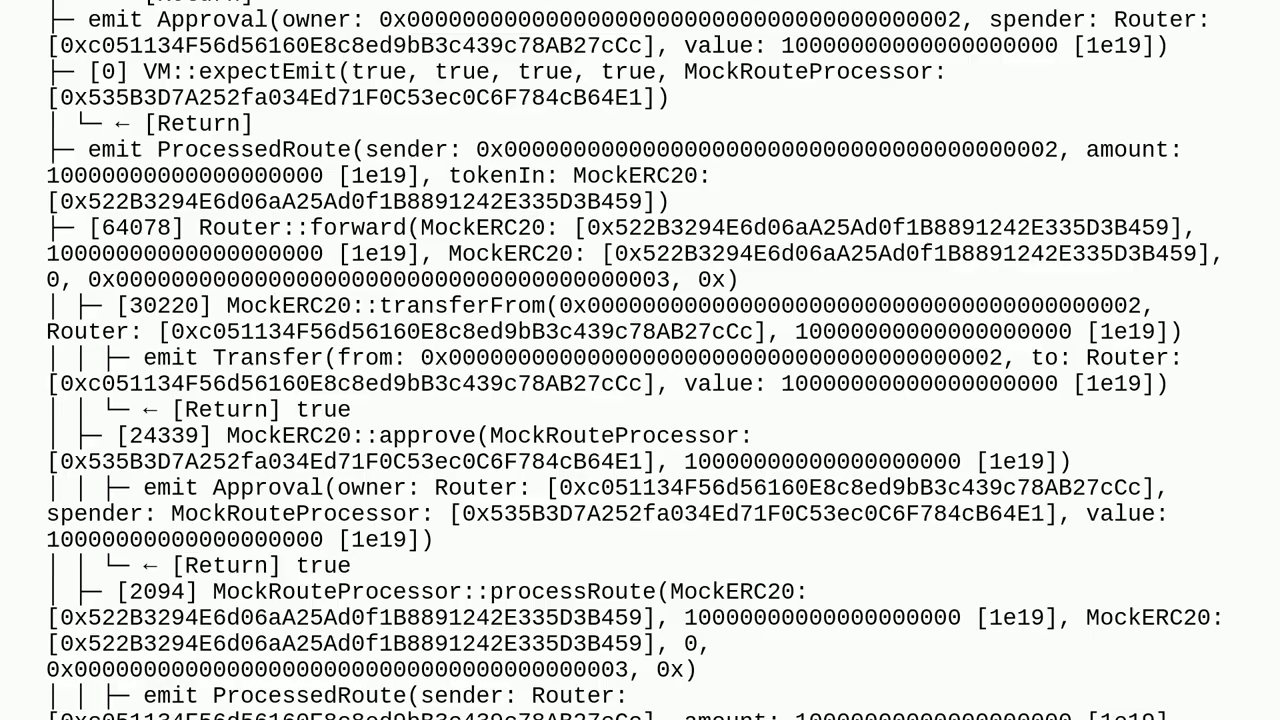 ├─ emit Approval(owner: 0x0000000000000000000000000000000000000002, spender: Router:
[0xc051134F56d56160E8c8ed9bB3c439c78AB27cCc], value: 10000000000000000000 [1e19])
├─ [0] VM::expectEmit(true, true, true, true, MockRouteProcessor:
[0x535B3D7A252fa034Ed71F0C53ec0C6F784cB64E1])
│ └─ ← [Return]
├─ emit ProcessedRoute(sender: 0x0000000000000000000000000000000000000002, amount:
10000000000000000000 [1e19], tokenIn: MockERC20:
[0x522B3294E6d06aA25Ad0f1B8891242E335D3B459])
├─ [64078] Router::forward(MockERC20: [0x522B3294E6d06aA25Ad0f1B8891242E335D3B459],
10000000000000000000 [1e19], MockERC20: [0x522B3294E6d06aA25Ad0f1B8891242E335D3B459],
0, 0x0000000000000000000000000000000000000003, 0x)
│ ├─ [30220] MockERC20::transferFrom(0x0000000000000000000000000000000000000002,
Router: [0xc051134F56d56160E8c8ed9bB3c439c78AB27cCc], 10000000000000000000 [1e19])
│ │ ├─ emit Transfer(from: 0x0000000000000000000000000000000000000002, to: Router:
[0xc051134F56d56160E8c8ed9bB3c439c78AB27cCc], value: 10000000000000000000 [1e19])
│ │ └─ ← [Return] true
│ ├─ [24339] MockERC20::approve(MockRouteProcessor:
[0x535B3D7A252fa034Ed71F0C53ec0C6F784cB64E1], 10000000000000000000 [1e19])
│ │ ├─ emit Approval(owner: Router: [0xc051134F56d56160E8c8ed9bB3c439c78AB27cCc],
spender: MockRouteProcessor: [0x535B3D7A252fa034Ed71F0C53ec0C6F784cB64E1], value:
10000000000000000000 [1e19])
│ │ └─ ← [Return] true
│ ├─ [2094] MockRouteProcessor::processRoute(MockERC20:
[0x522B3294E6d06aA25Ad0f1B8891242E335D3B459], 10000000000000000000 [1e19], MockERC20:
[0x522B3294E6d06aA25Ad0f1B8891242E335D3B459], 0,
0x0000000000000000000000000000000000000003, 0x)
│ │ ├─ emit ProcessedRoute(sender: Router:
[0xc051134F56d56160E8c8ed9bB3c439c78AB27cCc], amount: 10000000000000000000 [1e19],